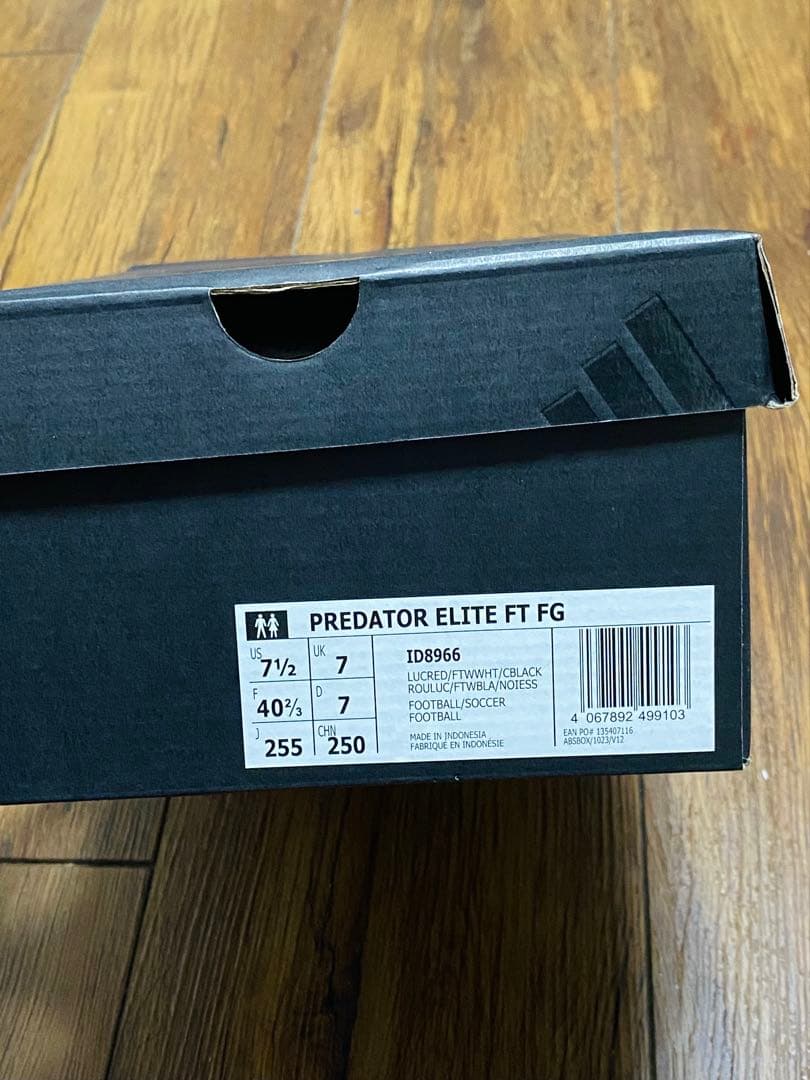 PREDATOR ELITE FT FG
US 7½ UK 7
F 40⅔ D 7
J 255 CHN 250
ID8966
LUCRED/FTWWHT/CBLACK
ROULUC/FTWBLA/NOIESS
FOOTBALL/SOCCER
FOOTBALL
MADE IN INDONESIA
FABRIQUÉ EN INDONÉSIE
4 067892 499103
EAN PO# 135407116
ABSBOX/1023/V12